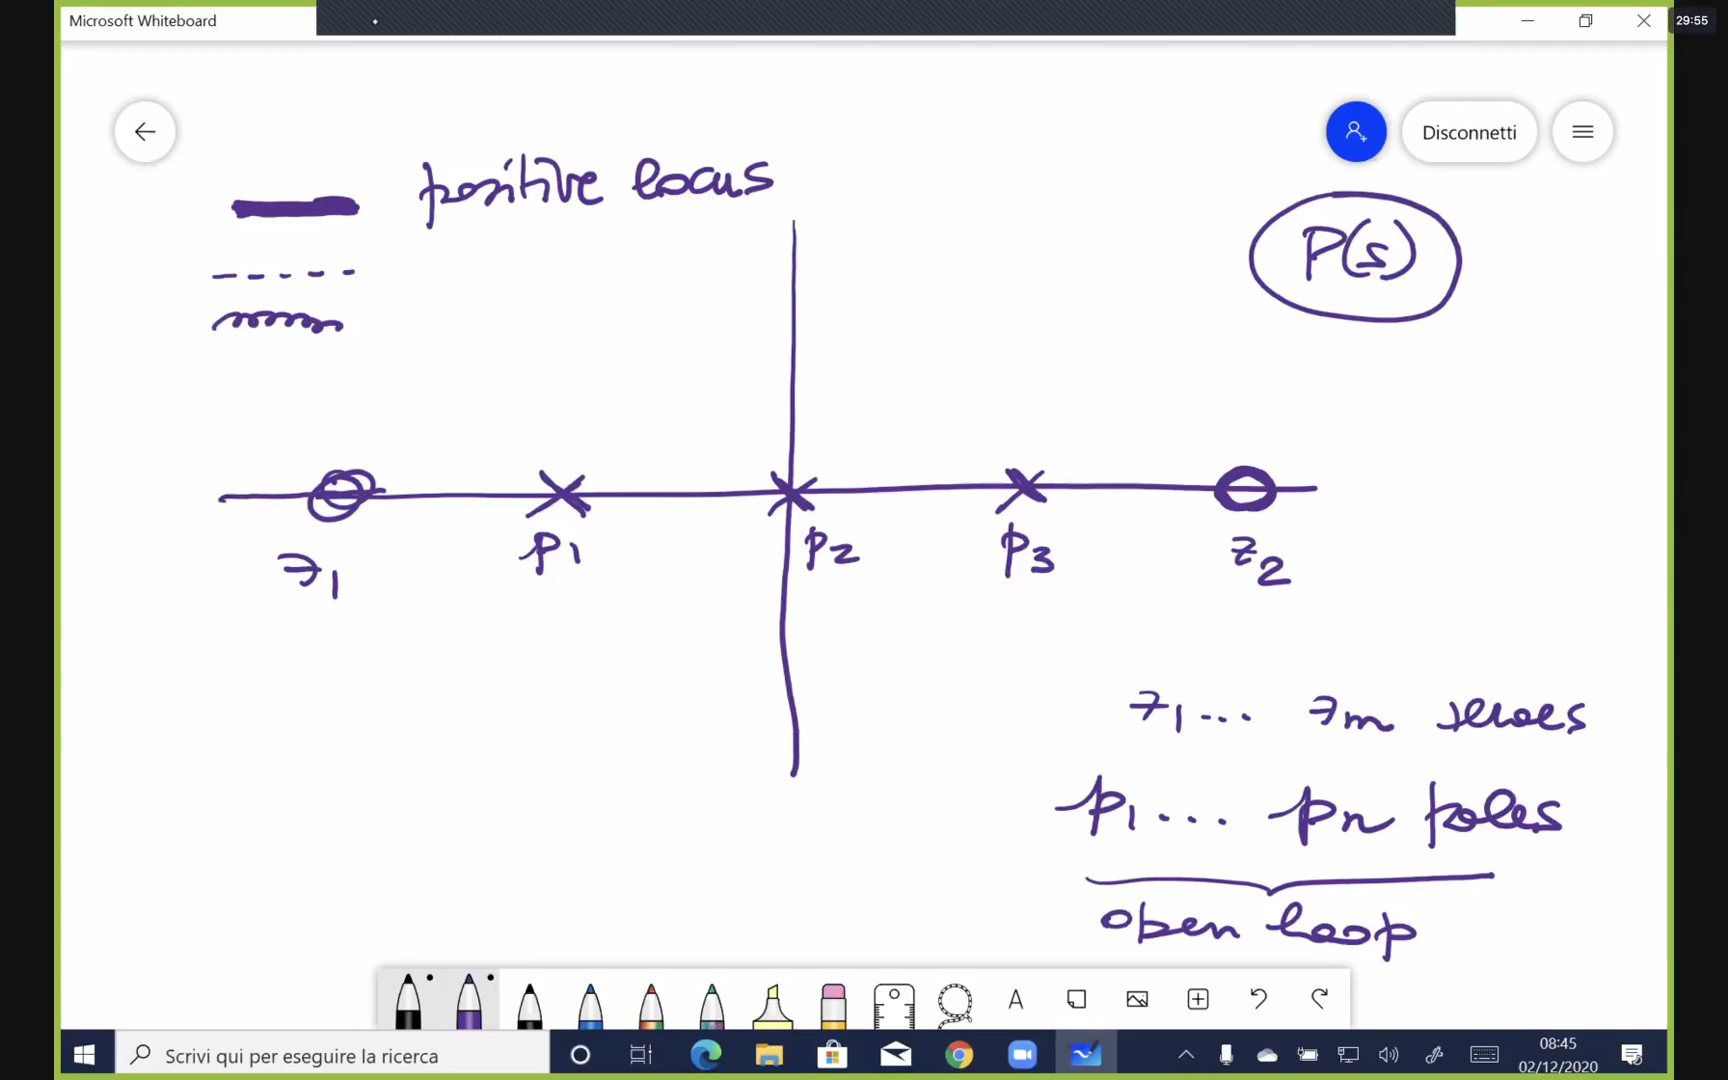 Microsoft Whiteboard
29:55
Disconnetti
positive locus
P(s)
z1
p1
p2
p3
z2
z1 ... zm zeroes
p1 ... pn poles
open loop
A
Scrivi qui per eseguire la ricerca
08:45
02/12/2020